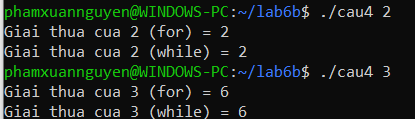 phamxuannguyen@WINDOWS-PC:~/lab6b$ ./cau4 2
Giai thua cua 2 (for) = 2
Giai thua cua 2 (while) = 2
phamxuannguyen@WINDOWS-PC:~/lab6b$ ./cau4 3
Giai thua cua 3 (for) = 6
Giai thua cua 3 (while) = 6